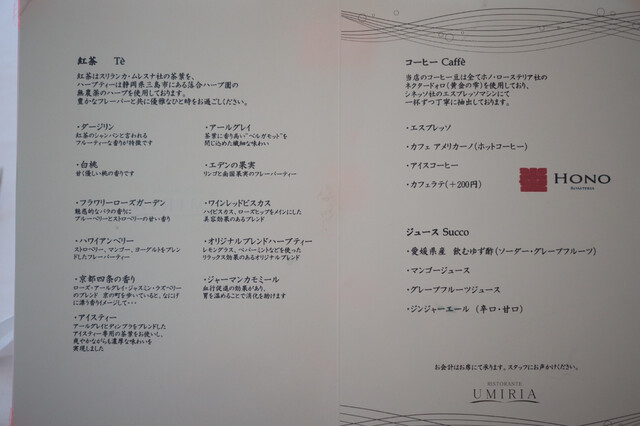 紅茶 Tè
紅茶はスリランカ・ムレスナ社の茶葉を、
ハーブティーは静岡県三島市にある落合ハーブ園の
無農薬のハーブを使用しております。
豊かなフレーバーと共に優雅なひと時をお過ごしください。
・ダージリン
紅茶のシャンパンと言われる
フルーティーな香りが特徴です
・アールグレイ
茶葉に香り高い"ベルガモット"を
閉じ込めた繊細な味わい
・白桃
甘く優しい桃の香りです
・エデンの果実
リンゴと南国果実のフレーバーティー
・フラワリーローズガーデン
魅惑的なバラの香りに
ブルーベリーとストロベリーの甘い香り
・ワインレッドビスカス
ハイビスカス、ローズヒップをメインにした
美容効果のあるブレンド
・ハワイアンベリー
ストロベリー、マンゴー、ヨーグルトをブレン
ドしたフレーバーティー
・オリジナルブレンドハーブティー
レモングラス、ペパーミントなどを使った
リラックス効果のあるオリジナルブレンド
・京都四条の香り
ローズ・アールグレイ・ジャスミン・ラズベリー
のブレンド 京の町を歩いていると、なにげ
に漂う香りイメージして・・・
・ジャーマンカモミール
血行促進の効果があり、
胃を温めることで消化を助けます
・アイスティー
アールグレイとディンブラをブレンドした
アイスティー専用の茶葉をお使いし、
爽やかながらも濃厚な味わいを
実現しました
コーヒー Caffè
当店のコーヒー豆は全てホノ・ローステリア社の
ネクタードォロ（黄金の雫）を使用しており、
シネッソ社のエスプレッソマシンにて
一杯ずつ丁寧に抽出しております。
・エスプレッソ
・カフェ アメリカーノ（ホットコーヒー）
・アイスコーヒー
・カフェラテ（＋200円）
HONO
ジュース Succo
・愛媛県産 飲むゆず酢（ソーダー・グレープフルーツ）
・マンゴージュース
・グレープフルーツジュース
・ジンジャーエール （辛口・甘口）
お会計はお席にて承ります。スタッフにお声かけください。
RISTORANTE
UMIRIA